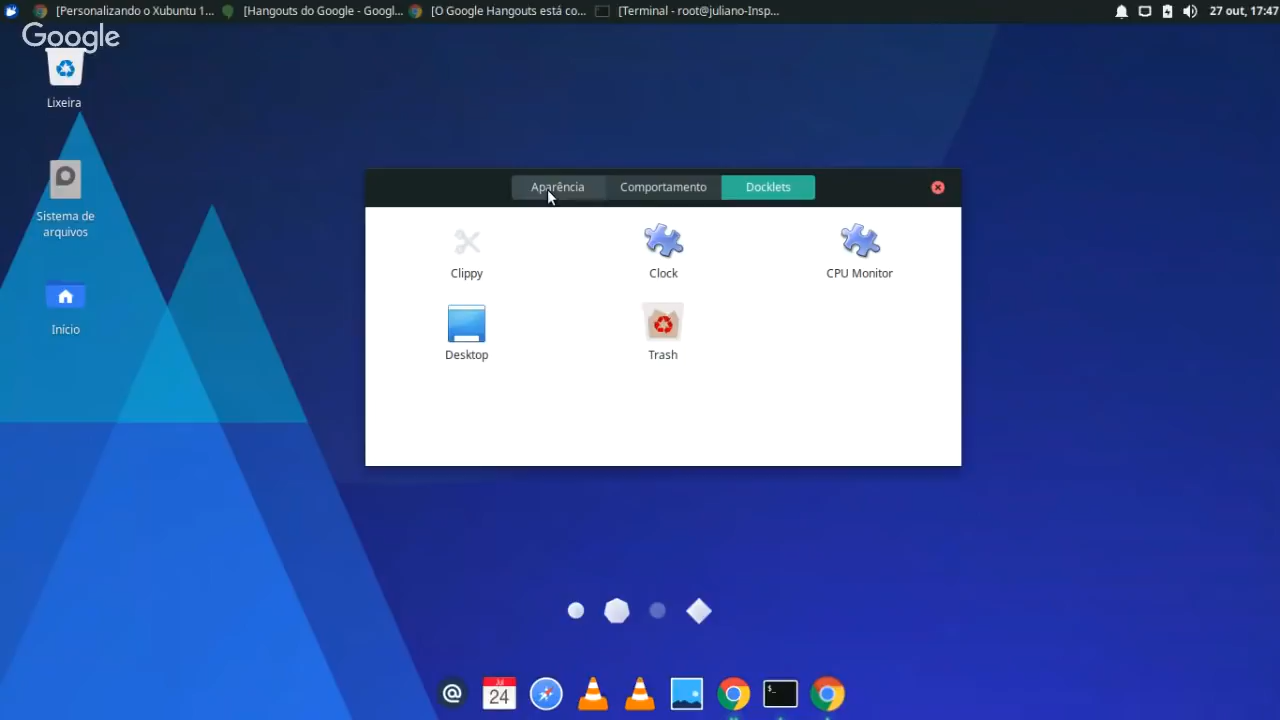 [Personalizando o Xubuntu 1... [Hangouts do Google - Googl... [O Google Hangouts está co... [Terminal - root@juliano-Insp... 27 out, 17:47
Google
Lixeira
Sistema de
arquivos
Início
Aparência Comportamento Docklets
Clippy Clock CPU Monitor
Desktop Trash
@ Jul
24
$_